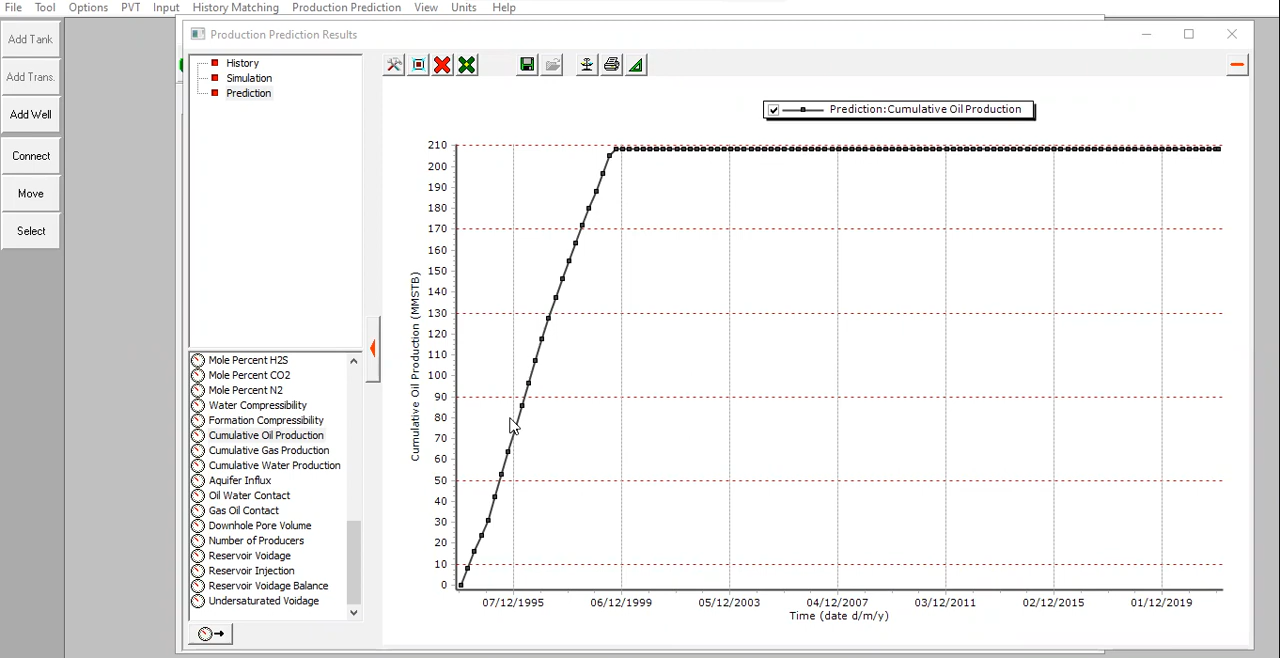 File Tool Options PVT Input History Matching Production Prediction View Units Help
Production Prediction Results
Add Tank
Add Trans.
Add Well
Connect
Move
Select
History
Simulation
Prediction
Mole Percent H2S
Mole Percent CO2
Mole Percent N2
Water Compressibility
Formation Compressibility
Cumulative Oil Production
Cumulative Gas Production
Cumulative Water Production
Aquifer Influx
Oil Water Contact
Gas Oil Contact
Downhole Pore Volume
Number of Producers
Reservoir Voidage
Reservoir Injection
Reservoir Voidage Balance
Undersaturated Voidage
Prediction:Cumulative Oil Production
Cumulative Oil Production (MMSTB)
210
200
190
180
170
160
150
140
130
120
110
100
90
80
70
60
50
40
30
20
10
0
07/12/1995 06/12/1999 05/12/2003 04/12/2007 03/12/2011 02/12/2015 01/12/2019
Time (date d/m/y)